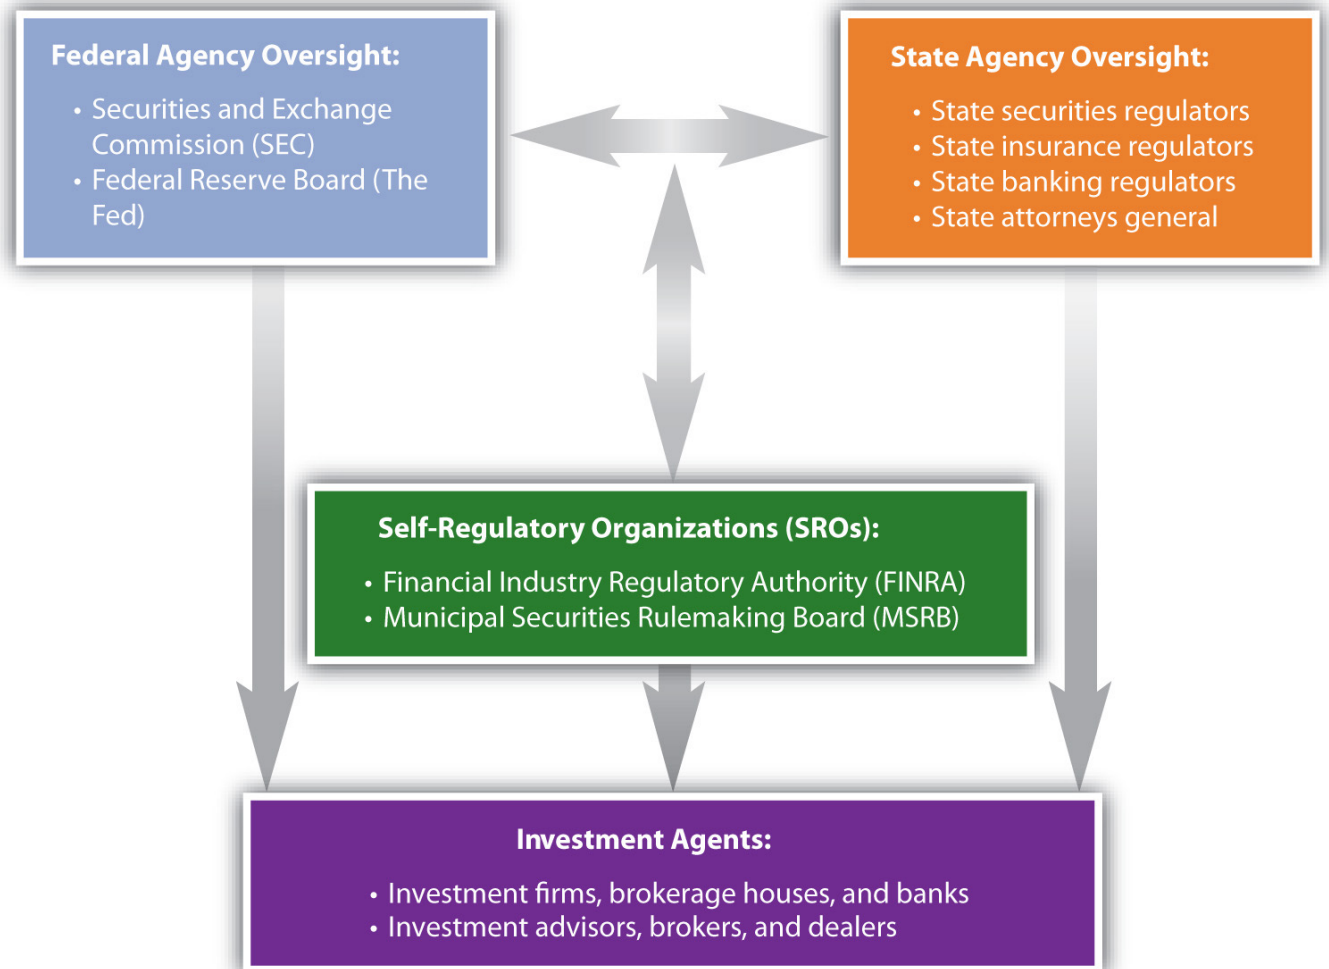 Federal Agency Oversight:
• Securities and Exchange
Commission (SEC)
• Federal Reserve Board (The
Fed)
State Agency Oversight:
• State securities regulators
• State insurance regulators
• State banking regulators
• State attorneys general
Self-Regulatory Organizations (SROs):
• Financial Industry Regulatory Authority (FINRA)
• Municipal Securities Rulemaking Board (MSRB)
Investment Agents:
• Investment firms, brokerage houses, and banks
• Investment advisors, brokers, and dealers